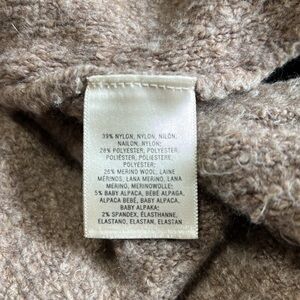 39% NYLON, NYLON, NILÓN,
NAILON, NYLON;
28% POLYESTER, POLYESTER,
POLIÉSTER, POLIÉSTERE,
POLYESTER;
26% MERINO WOOL, LAINE
MÉRINOS, LANA MERINO, LANA
MERINO, MERINOWOLLE;
5% BABY ALPACA, BÉBÉ ALPAGA,
ALPACA BEBÉ, BABY ALPACA,
BABY ALPAKA;
2% SPANDEX, ÉLASTHANNE,
ELASTANO, ELASTAN, ELASTAN.